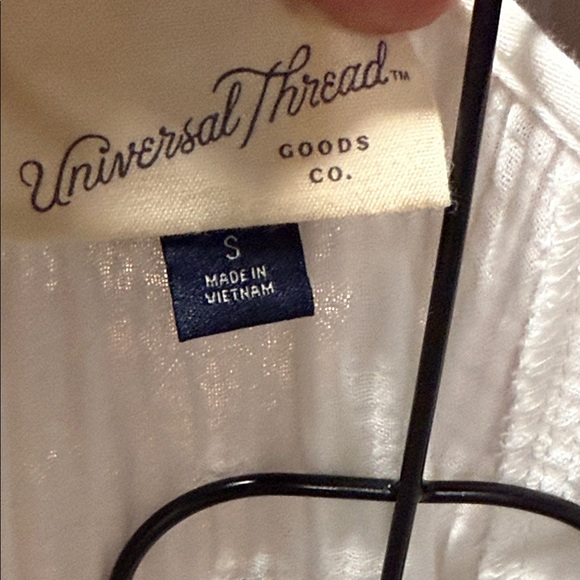 Universal Thread™
GOODS
CO.
S
MADE IN
VIETNAM